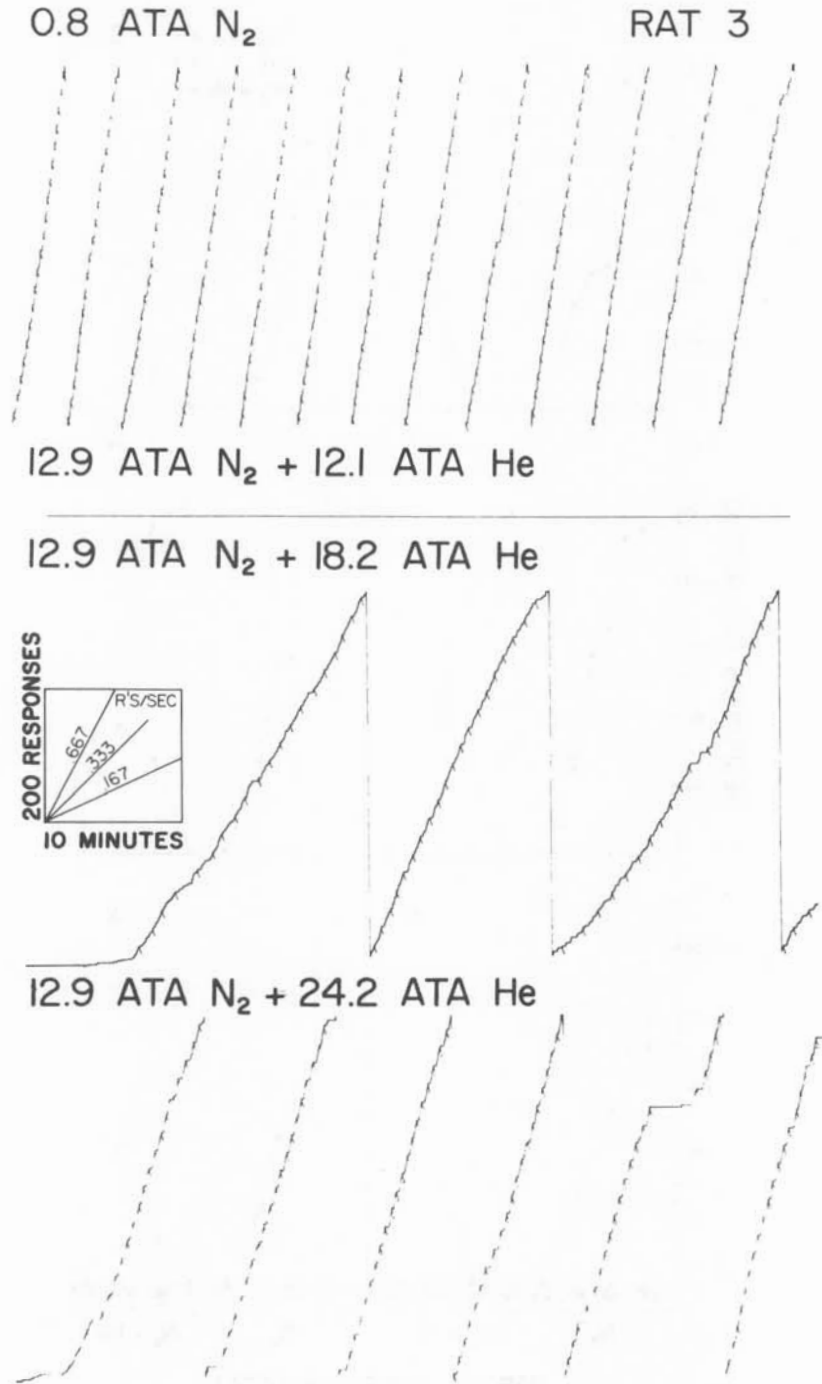 0.8 ATA N₂
RAT 3
12.9 ATA N₂ + 12.1 ATA He
12.9 ATA N₂ + 18.2 ATA He
200 RESPONSES
R'S/SEC
.667
.333
.167
10 MINUTES
12.9 ATA N₂ + 24.2 ATA He